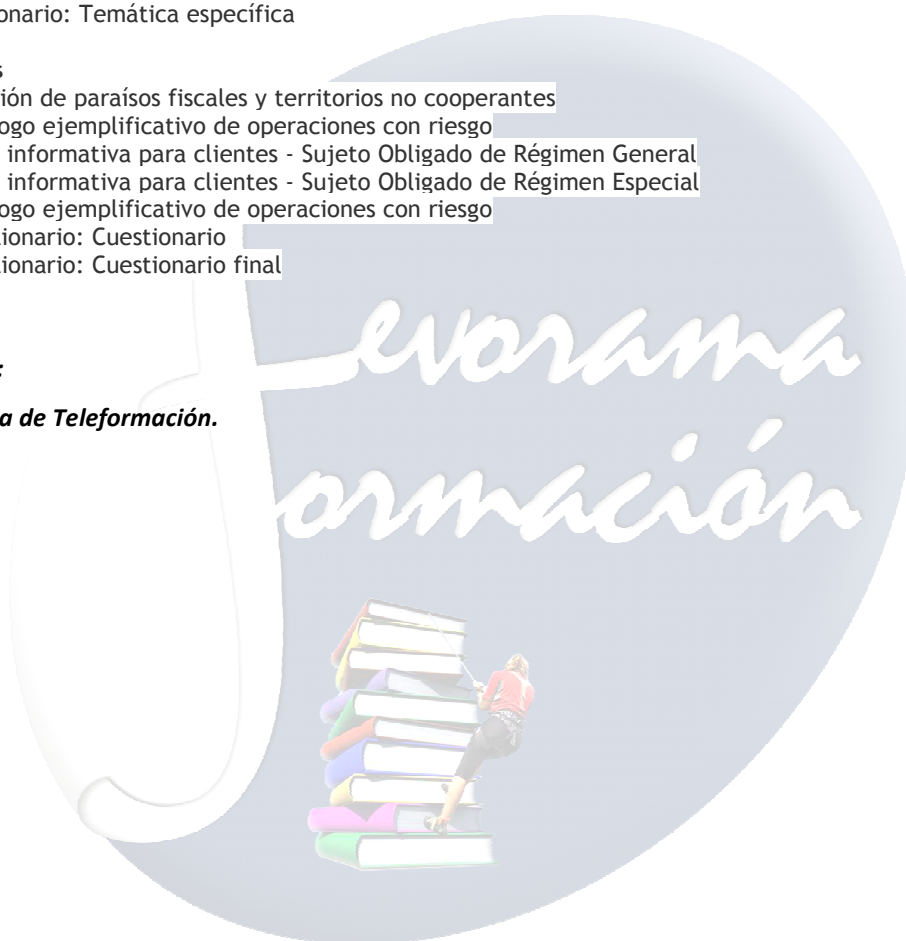 onario: Temática específica
s
ión de paraísos fiscales y territorios no cooperantes
ogo ejemplificativo de operaciones con riesgo
informativa para clientes - Sujeto Obligado de Régimen General
informativa para clientes - Sujeto Obligado de Régimen Especial
ogo ejemplificativo de operaciones con riesgo
ionario: Cuestionario
ionario: Cuestionario final
:
a de Teleformación.
evorama
formación